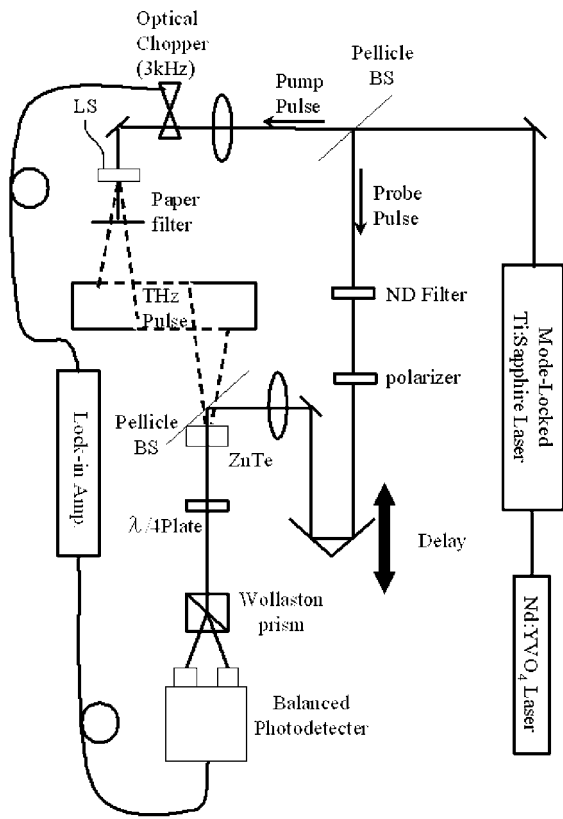 Optical
Chopper
(3kHz)
Pellicle
BS
Pump
Pulse
LS
Probe
Pulse
Paper
filter
THz
Pulse
ND Filter
polarizer
Mode-Locked
Ti:Sapphire Laser
Pellicle
BS
ZnTe
Lock-in Amp.
λ/4Plate
Delay
Wollaston
prism
Nd:YVO4 Laser
Balanced
Photodetecter